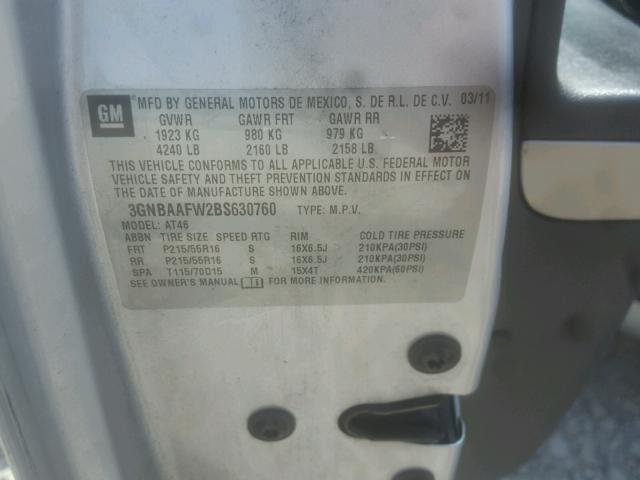 GM
MFD BY GENERAL MOTORS DE MEXICO, S. DE R.L. DE C.V. 03/11
GVWR GAWR FRT GAWR RR
1923 KG 980 KG 979 KG
4240 LB 2160 LB 2158 LB
THIS VEHICLE CONFORMS TO ALL APPLICABLE U.S. FEDERAL MOTOR
VEHICLE SAFETY AND THEFT PREVENTION STANDARDS IN EFFECT ON
DATE OF MANUFACTURE SHOWN ABOVE.
3GNBAAFW2BS630760 TYPE: M.P.V.
MODEL: AT46
ABBN TIRE SIZE SPEED RTG RIM COLD TIRE PRESSURE
FRT P215/55R16 S 16X6.5J 210KPA(30PSI)
RR P215/55R16 S 16X6.5J 210KPA(30PSI)
SPA T115/70D15 M 15X4T 420KPA(60PSI)
SEE OWNER'S MANUAL FOR MORE INFORMATION.